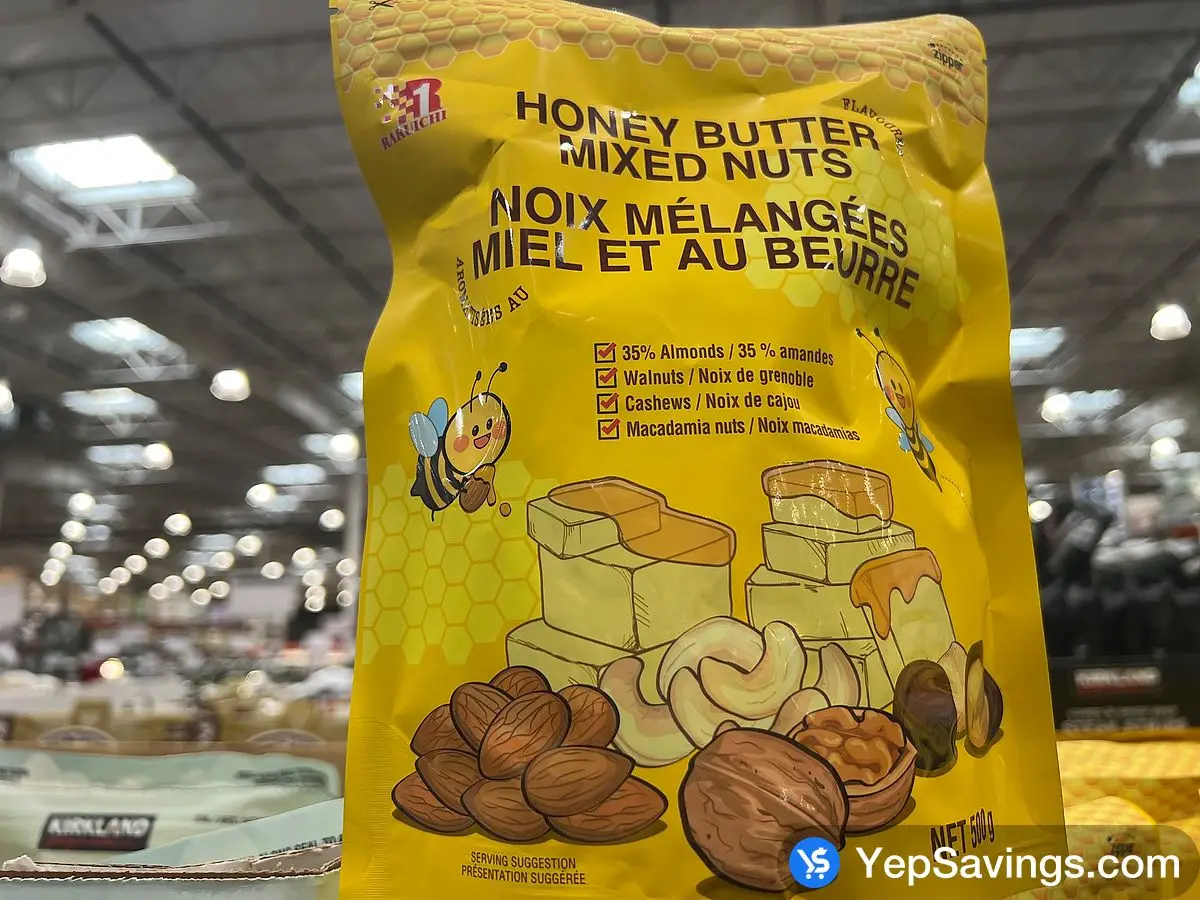 zipper
RAKUICHI
FLAVOURED
HONEY BUTTER
MIXED NUTS
NOIX MÉLANGÉES
MIEL ET AU BEURRE
AROMATISÉES AU
35% Almonds / 35 % amandes
Walnuts / Noix de grenoble
Cashews / Noix de cajou
Macadamia nuts / Noix macadamias
KIRKLAND
KIRKLAND
SERVING SUGGESTION
PRÉSENTATION SUGGÉRÉE
NET 500 g
YepSavings.com